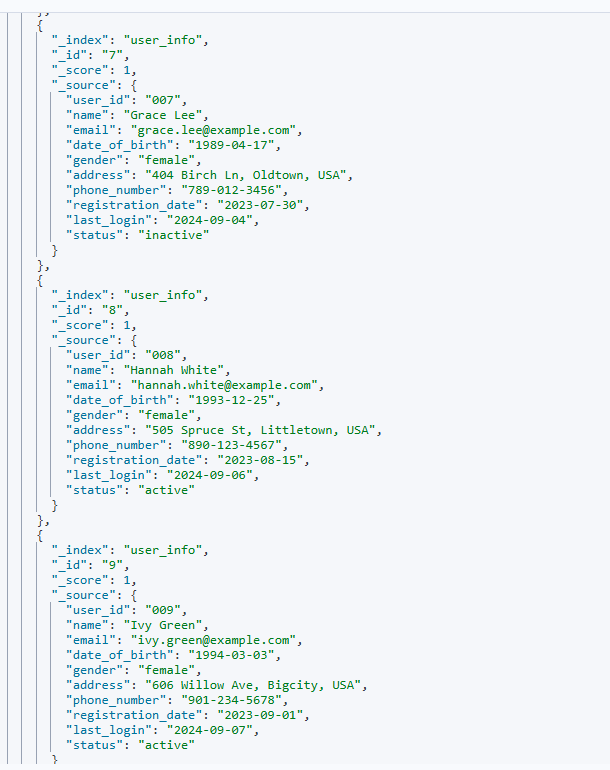 },
{
"_index": "user_info",
"_id": "7",
"_score": 1,
"_source": {
"user_id": "007",
"name": "Grace Lee",
"email": "grace.lee@example.com",
"date_of_birth": "1989-04-17",
"gender": "female",
"address": "404 Birch Ln, Oldtown, USA",
"phone_number": "789-012-3456",
"registration_date": "2023-07-30",
"last_login": "2024-09-04",
"status": "inactive"
}
},
{
"_index": "user_info",
"_id": "8",
"_score": 1,
"_source": {
"user_id": "008",
"name": "Hannah White",
"email": "hannah.white@example.com",
"date_of_birth": "1993-12-25",
"gender": "female",
"address": "505 Spruce St, Littletown, USA",
"phone_number": "890-123-4567",
"registration_date": "2023-08-15",
"last_login": "2024-09-06",
"status": "active"
}
},
{
"_index": "user_info",
"_id": "9",
"_score": 1,
"_source": {
"user_id": "009",
"name": "Ivy Green",
"email": "ivy.green@example.com",
"date_of_birth": "1994-03-03",
"gender": "female",
"address": "606 Willow Ave, Bigcity, USA",
"phone_number": "901-234-5678",
"registration_date": "2023-09-01",
"last_login": "2024-09-07",
"status": "active"
}